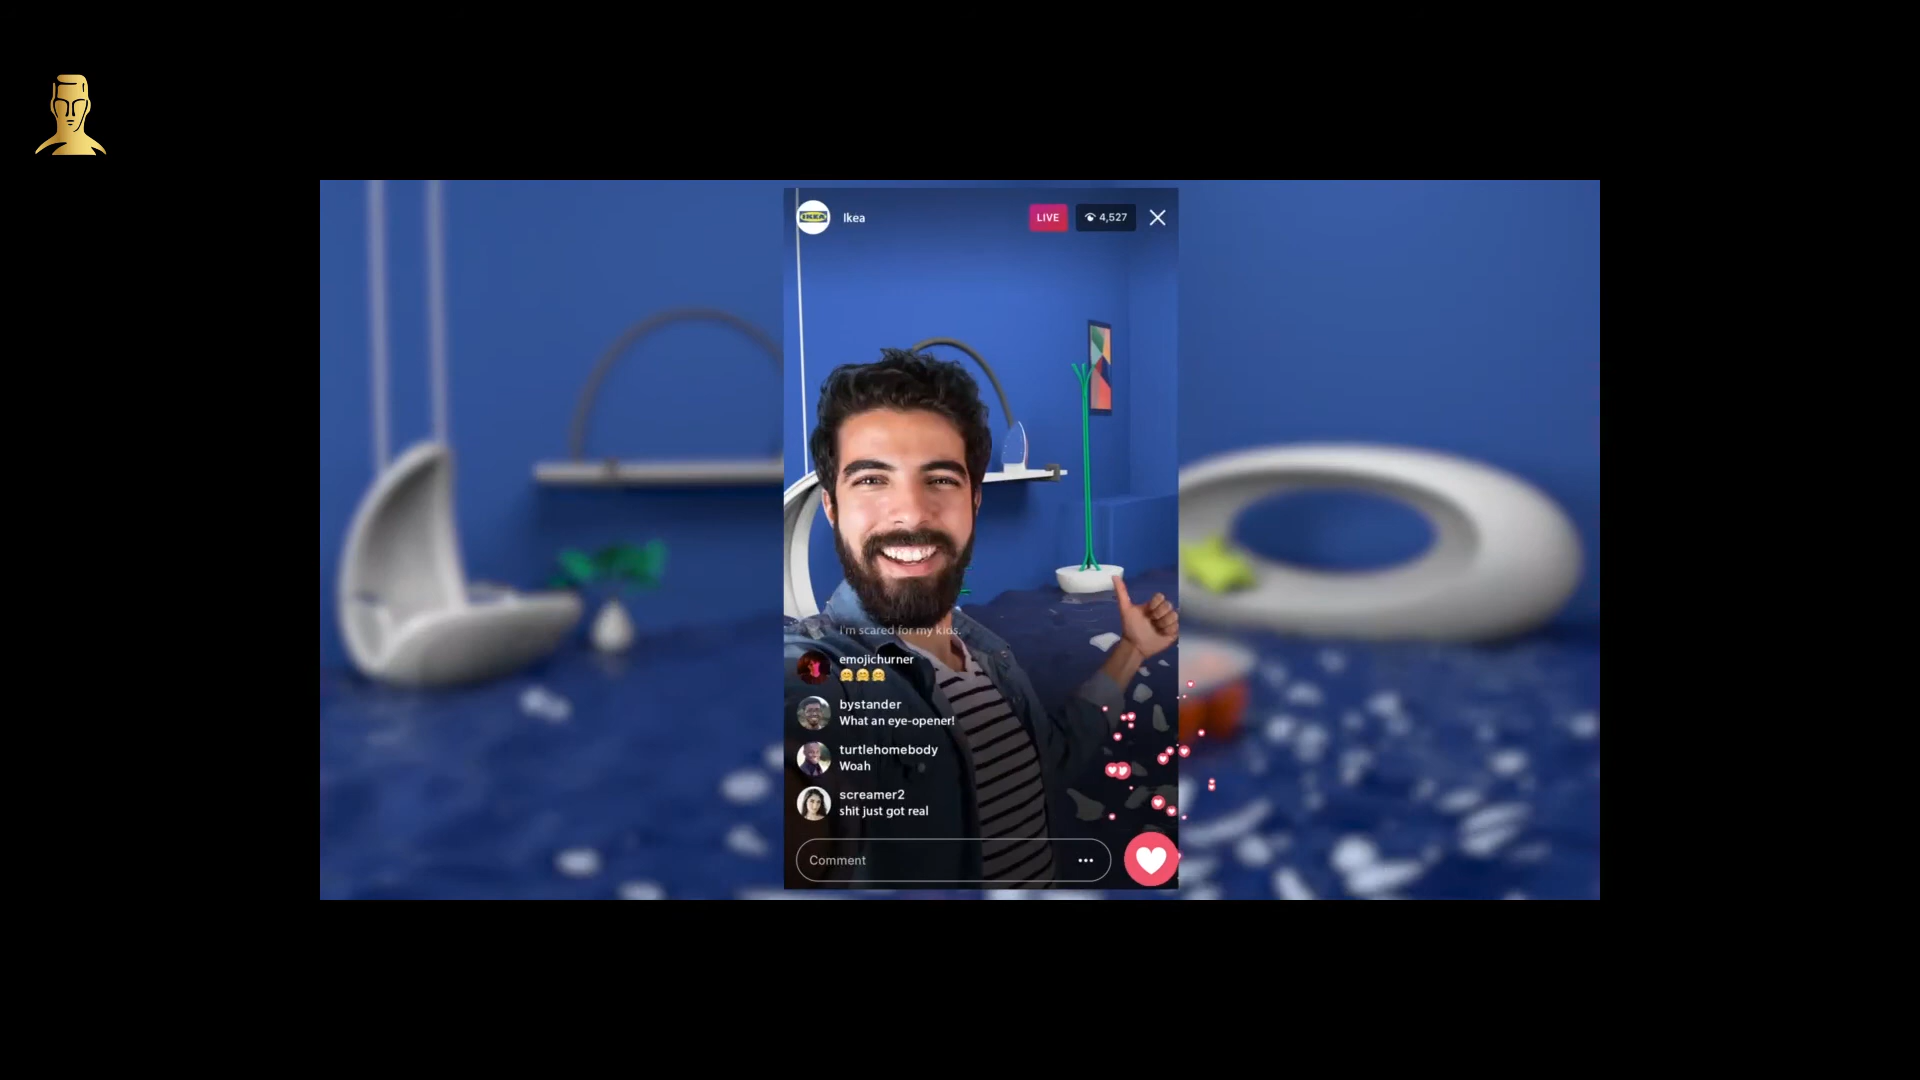 IKEA
Ikea
LIVE
4,527
I'm scared for my kids.
emojichurner
🤗🤗🤗
bystander
What an eye-opener!
turtlehomebody
Woah
screamer2
shit just got real
Comment